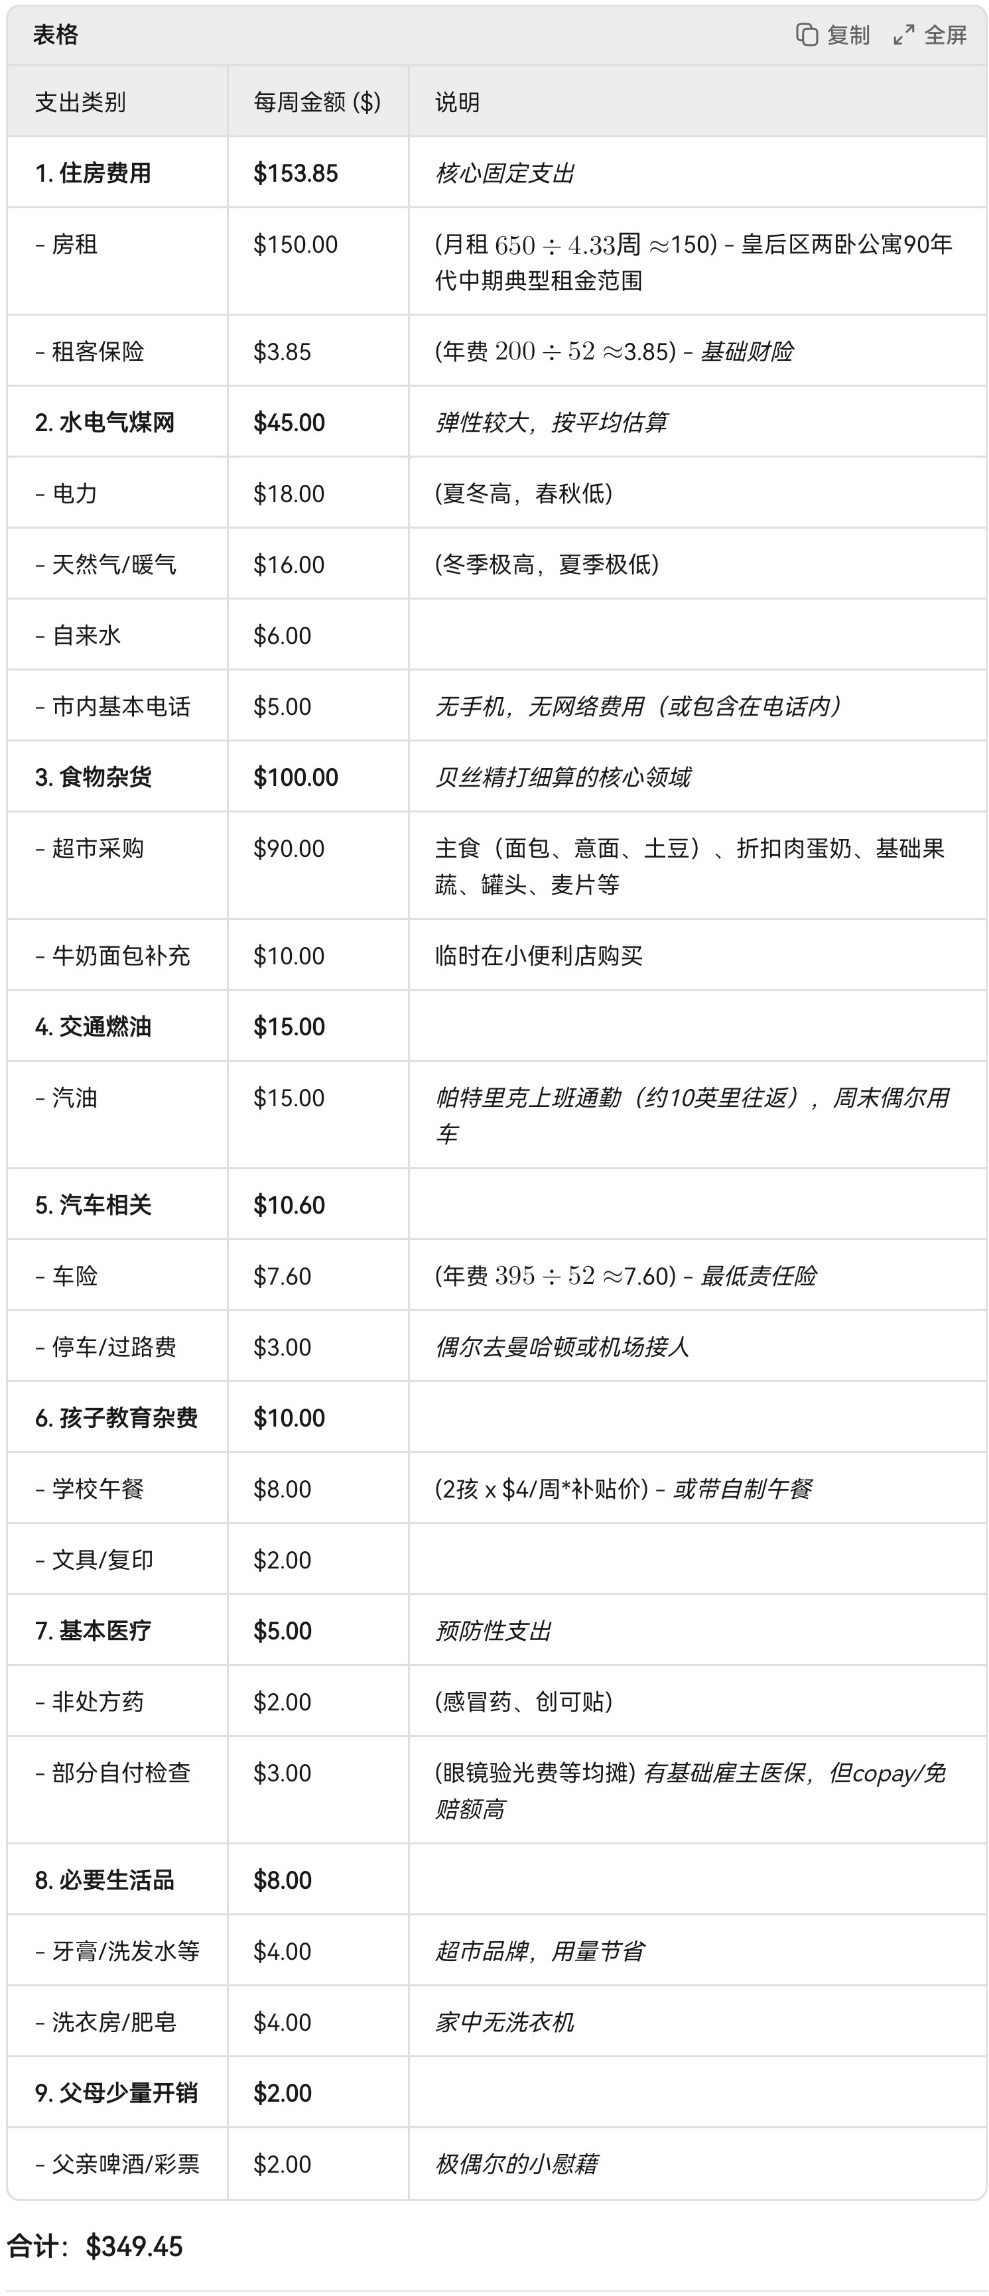 表格
复制 全屏
支出类别 每周金额 ($) 说明
1. 住房费用 $153.85 核心固定支出
- 房租 $150.00 (月租 650 ÷ 4.33周 ≈150) - 皇后区两卧公寓90年
代中期典型租金范围
- 租客保险 $3.85 (年费 200 ÷ 52 ≈3.85) - 基础财险
2. 水电气煤网 $45.00 弹性较大，按平均估算
- 电力 $18.00 (夏冬高，春秋低)
- 天然气/暖气 $16.00 (冬季极高，夏季极低)
- 自来水 $6.00
- 市内基本电话 $5.00 无手机，无网络费用（或包含在电话内）
3. 食物杂货 $100.00 贝丝精打细算的核心领域
- 超市采购 $90.00 主食（面包、意面、土豆）、折扣肉蛋奶、基础果
蔬、罐头、麦片等
- 牛奶面包补充 $10.00 临时在小便利店购买
4. 交通燃油 $15.00
- 汽油 $15.00 帕特里克上班通勤（约10英里往返），周末偶尔用
车
5. 汽车相关 $10.60
- 车险 $7.60 (年费 395 ÷ 52 ≈7.60) - 最低责任险
- 停车/过路费 $3.00 偶尔去曼哈顿或机场接人
6. 孩子教育杂费 $10.00
- 学校午餐 $8.00 (2孩 x $4/周*补贴价) - 或带自制午餐
- 文具/复印 $2.00
7. 基本医疗 $5.00 预防性支出
- 非处方药 $2.00 (感冒药、创可贴)
- 部分自付检查 $3.00 (眼镜验光费等均摊) 有基础雇主医保，但copay/免
赔额高
8. 必要生活品 $8.00
- 牙膏/洗发水等 $4.00 超市品牌，用量节省
- 洗衣房/肥皂 $4.00 家中无洗衣机
9. 父母少量开销 $2.00
- 父亲啤酒/彩票 $2.00 极偶尔的小慰藉
合计：$349.45